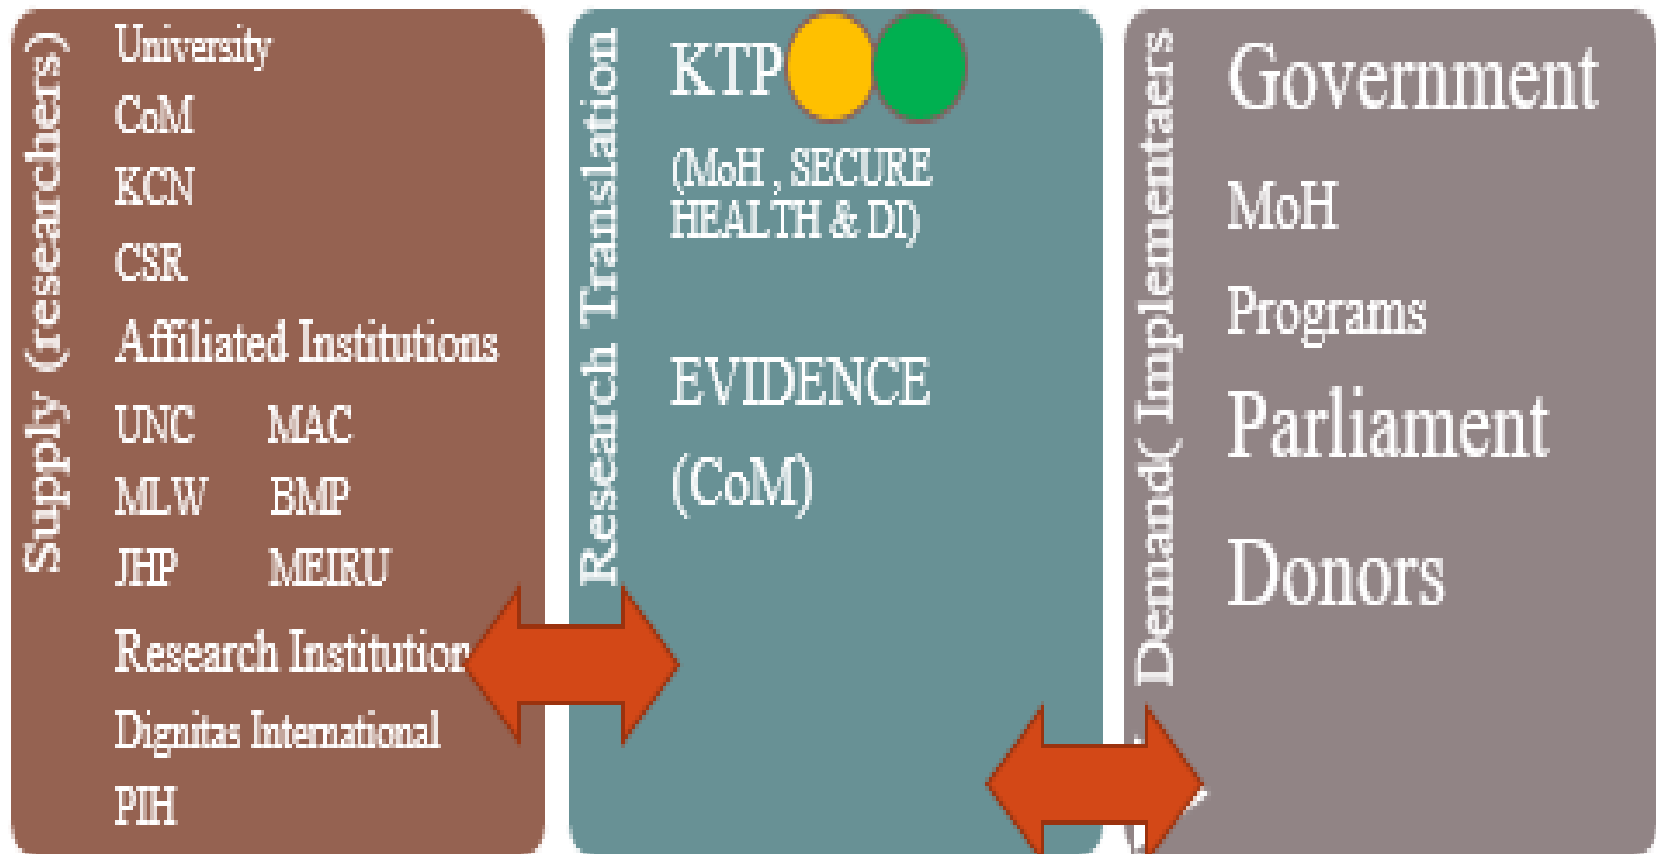 Supply (researchers)
University
CoM
KCN
CSR
Affiliated Institutions
UNC MAC
MLW BMP
JHP MEIRU
Research Institution
Dignitas International
PIH
Research Translation
KTP
(MoH , SECURE
HEALTH & DI)
EVIDENCE
(CoM)
Demand( Implementaers
Government
MoH
Programs
Parliament
Donors